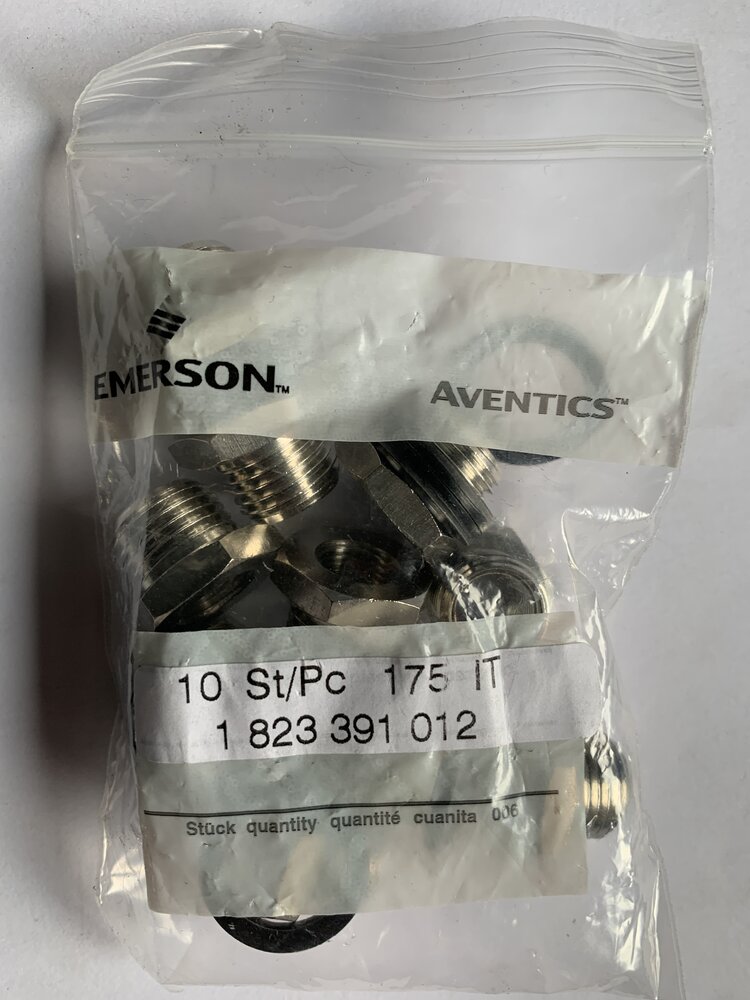 EMERSON™
AVENTICS™
10 St/Pc 175 IT
1 823 391 012
Stück quantity quantité cuanita 006